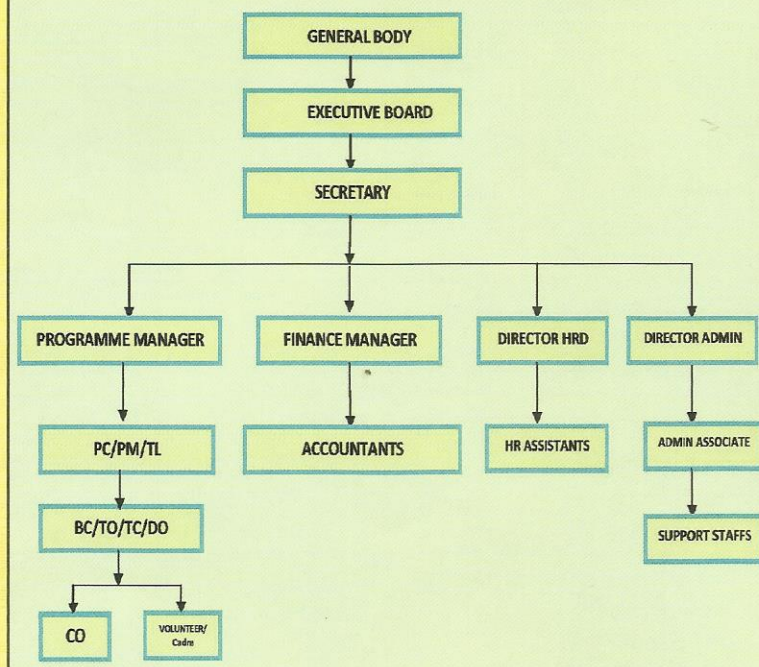 GENERAL BODY
EXECUTIVE BOARD
SECRETARY
PROGRAMME MANAGER
FINANCE MANAGER
DIRECTOR HRD
DIRECTOR ADMIN
PC/PM/TL
ACCOUNTANTS
HR ASSISTANTS
ADMIN ASSOCIATE
BC/TO/TC/DO
SUPPORT STAFFS
CO
VOLUNTEER/
Cadre